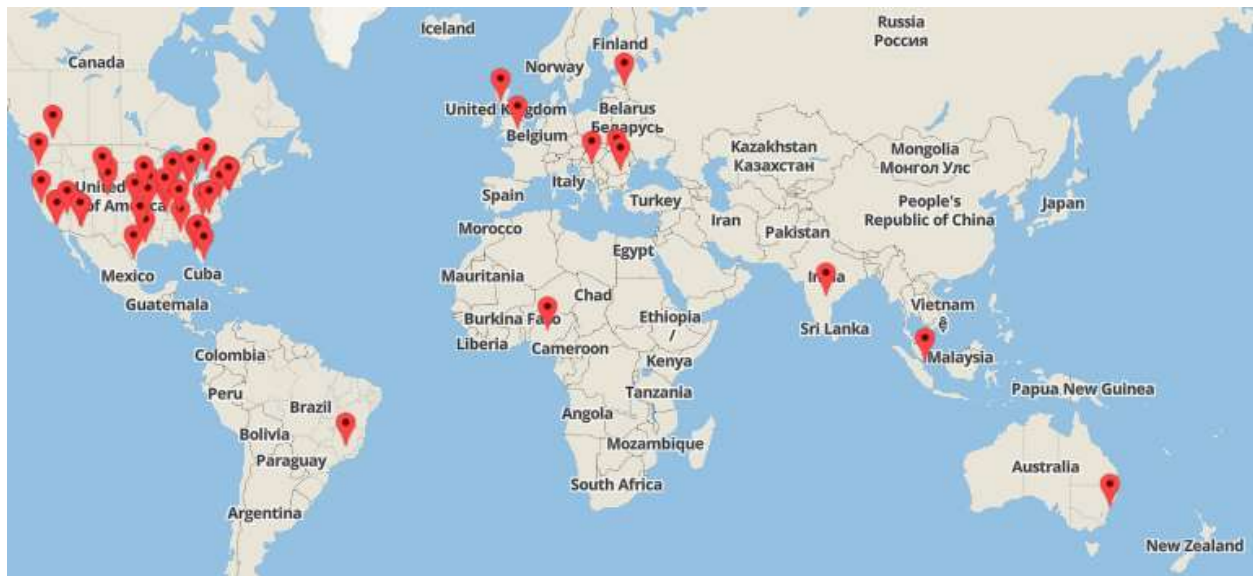 Iceland
Russia
Россия
Finland
Canada
Norway
United Kingdom
Belarus
Беларусь
Belgium
Kazakhstan
Казахстан
Mongolia
Монгол Улс
Italy
United
of America
Spain
Turkey
People's
Republic of China
Japan
Iran
Morocco
Pakistan
Egypt
Mexico
Cuba
Mauritania
India
Guatemala
Chad
Vietnam
Burkina Faso
Ethiopia
/
Liberia
Cameroon
Sri Lanka
Colombia
Kenya
Malaysia
Peru
Tanzania
Papua New Guinea
Brazil
Angola
Bolivia
Mozambique
Paraguay
Australia
South Africa
Argentina
New Zealand